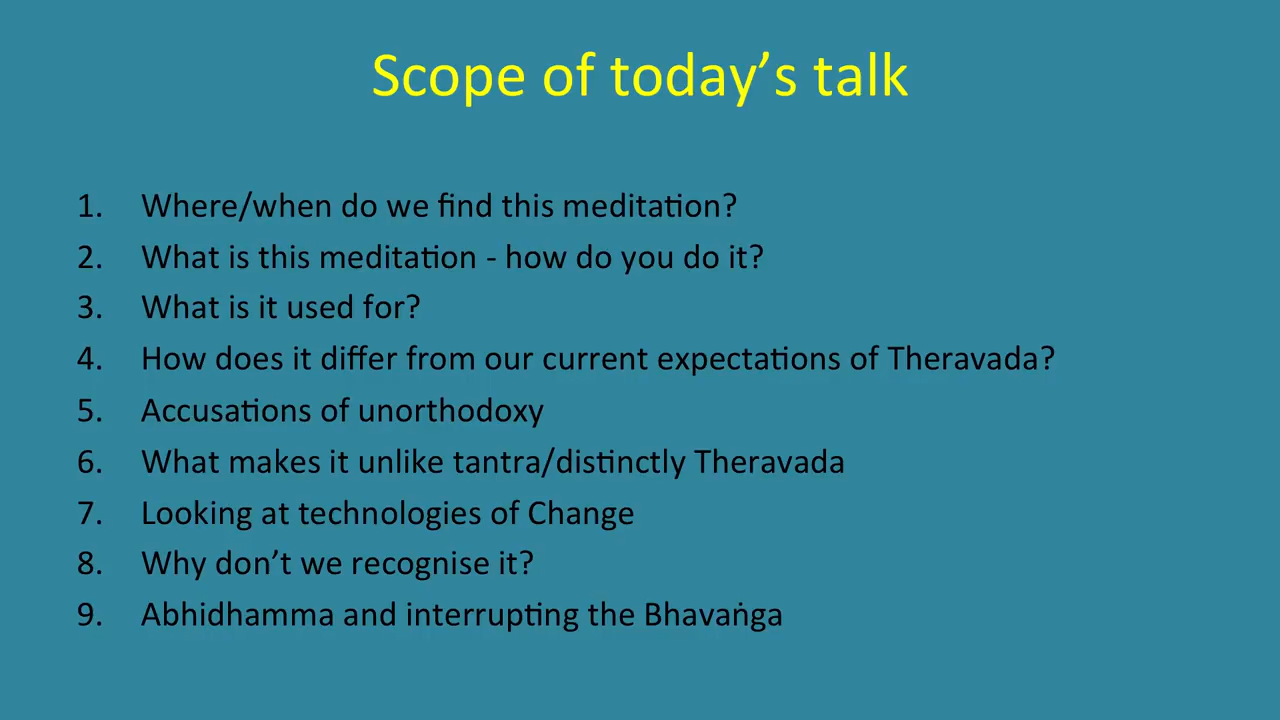 Scope of today’s talk
1. Where/when do we find this meditation?
2. What is this meditation - how do you do it?
3. What is it used for?
4. How does it differ from our current expectations of Theravada?
5. Accusations of unorthodoxy
6. What makes it unlike tantra/distinctly Theravada
7. Looking at technologies of Change
8. Why don’t we recognise it?
9. Abhidhamma and interrupting the Bhavaṅga